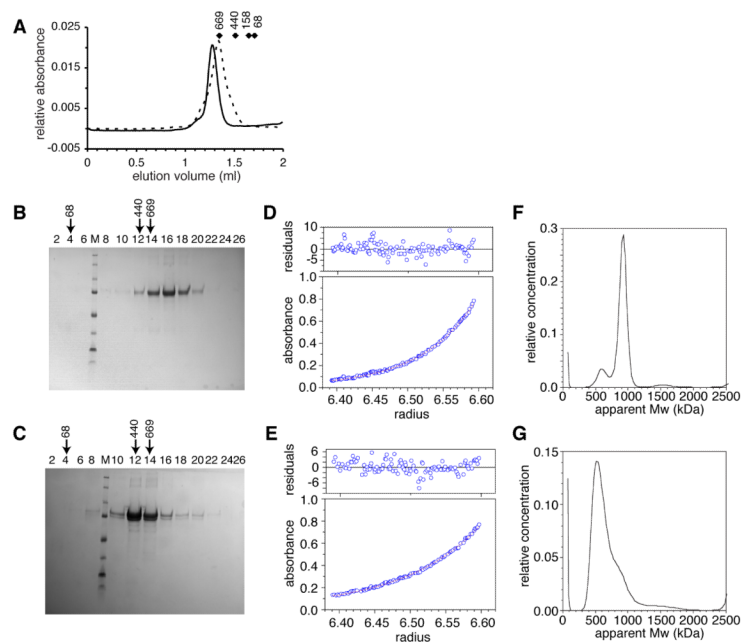 A
669 440 158 68
0.025
0.015
0.005
-0.005
relative absorbance
0 0.5 1 1.5 2
elution volume (ml)
B
68 440 669
2 4 6 M 8 10 12 14 16 18 20 22 24 26
C
68 440 669
2 4 6 8 M 10 12 14 16 18 20 22 24 26
D
10
5
0
-5
residuals
1.0
0.8
0.6
0.4
0.2
0.0
absorbance
6.40 6.45 6.50 6.55 6.60
radius
E
6
3
0
-3
-6
residuals
1.0
0.8
0.6
0.4
0.2
0.0
absorbance
6.40 6.45 6.50 6.55 6.60
radius
F
0.3
0.2
0.1
0.0
relative concentration
0 500 1000 1500 2000 2500
apparent Mw (kDa)
G
0.15
0.10
0.05
0.00
relative concentration
0 500 1000 1500 2000 2500
apparent Mw (kDa)